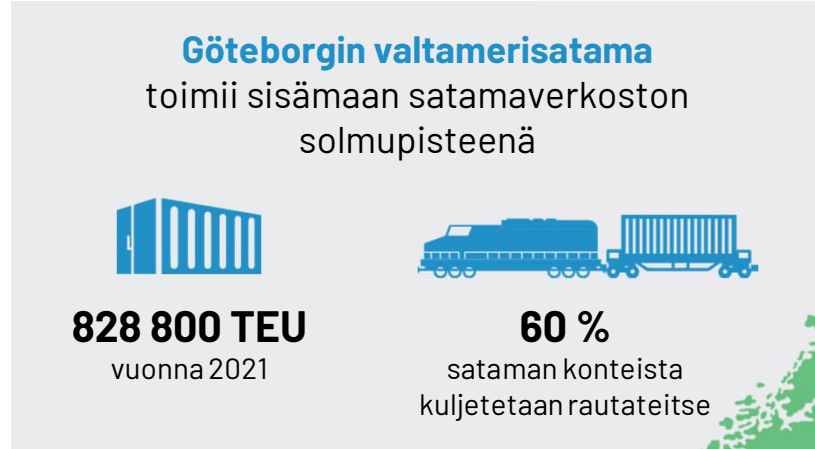 Göteborgin valtamerisatama
toimii sisämaan satamaverkoston
solmupisteenä
828 800 TEU
vuonna 2021
60 %
sataman konteista
kuljetetaan rautateitse